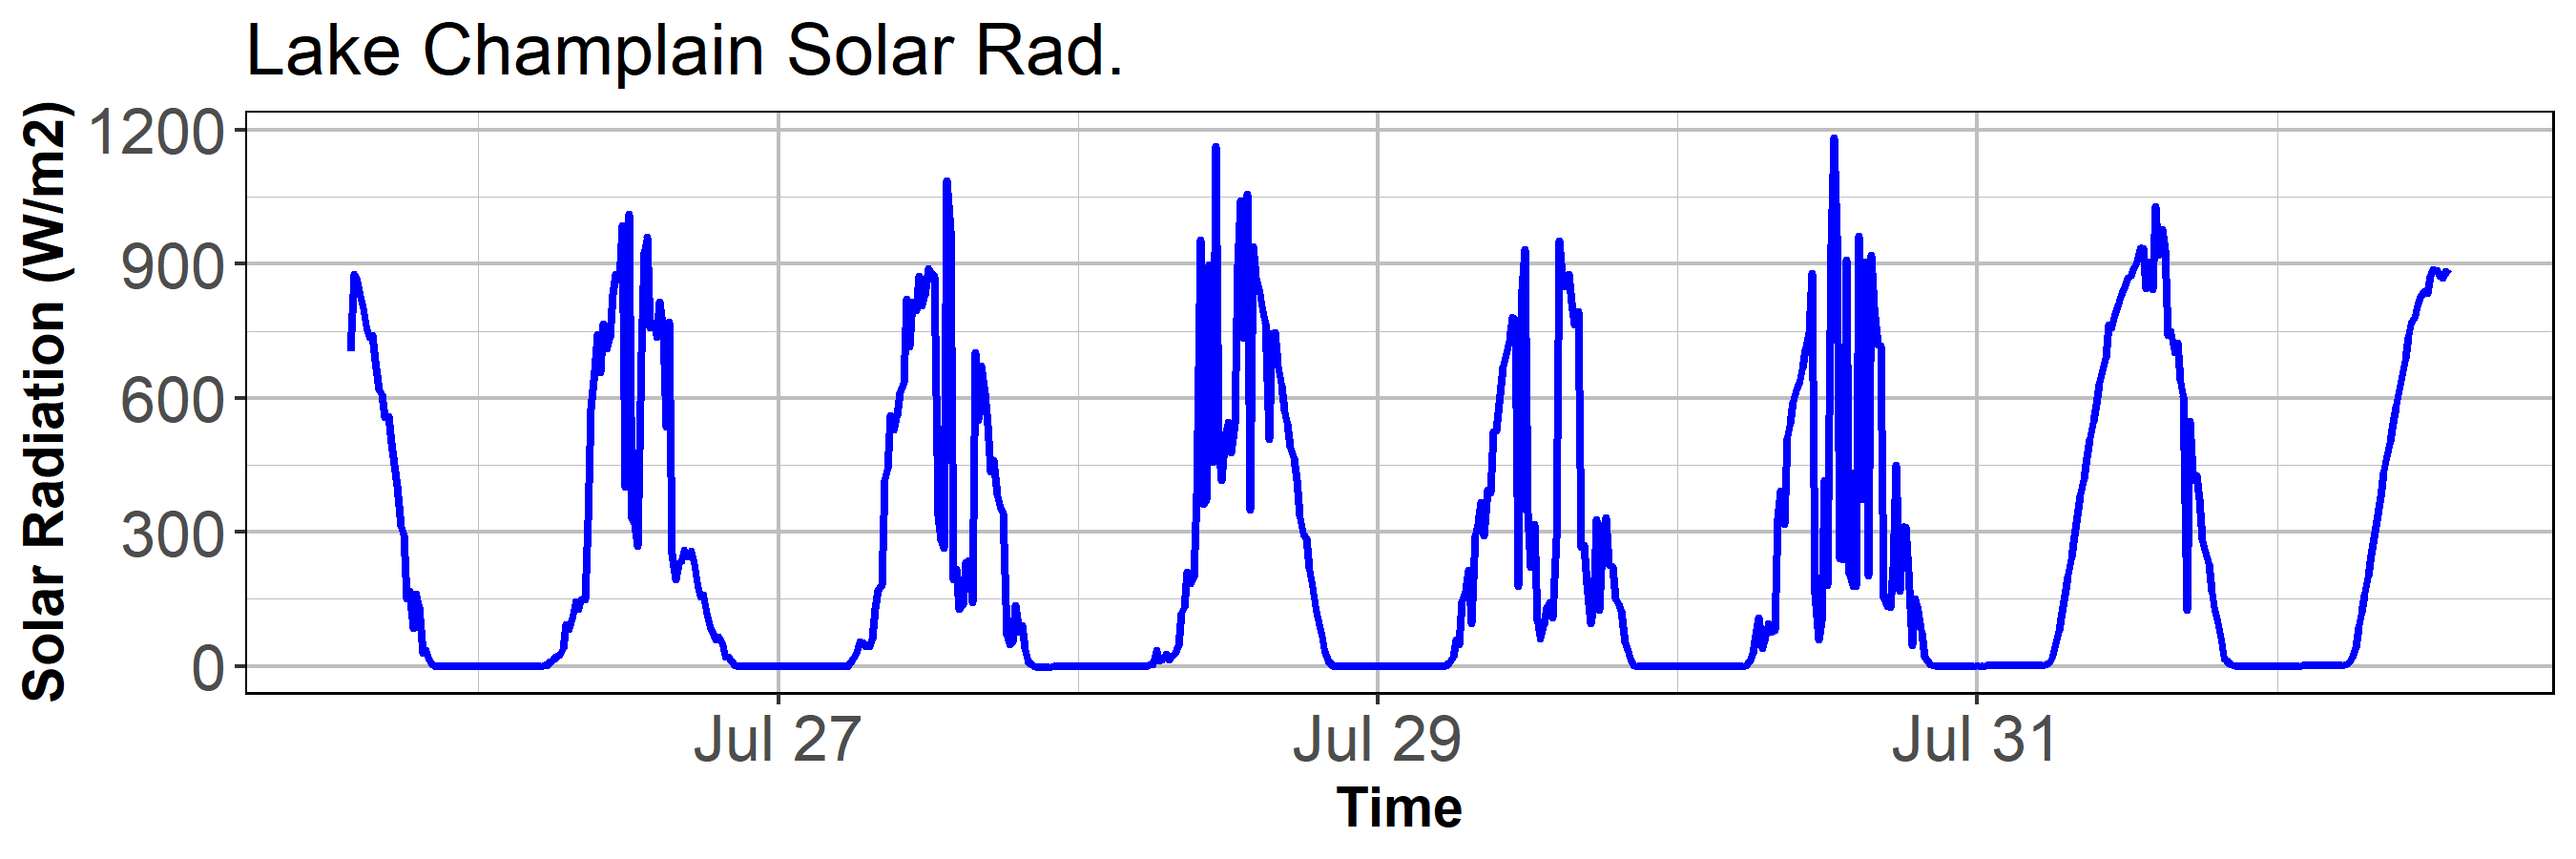 Lake Champlain Solar Rad.
Solar Radiation (W/m2)
1200
900
600
300
0
Jul 27
Jul 29
Jul 31
Time